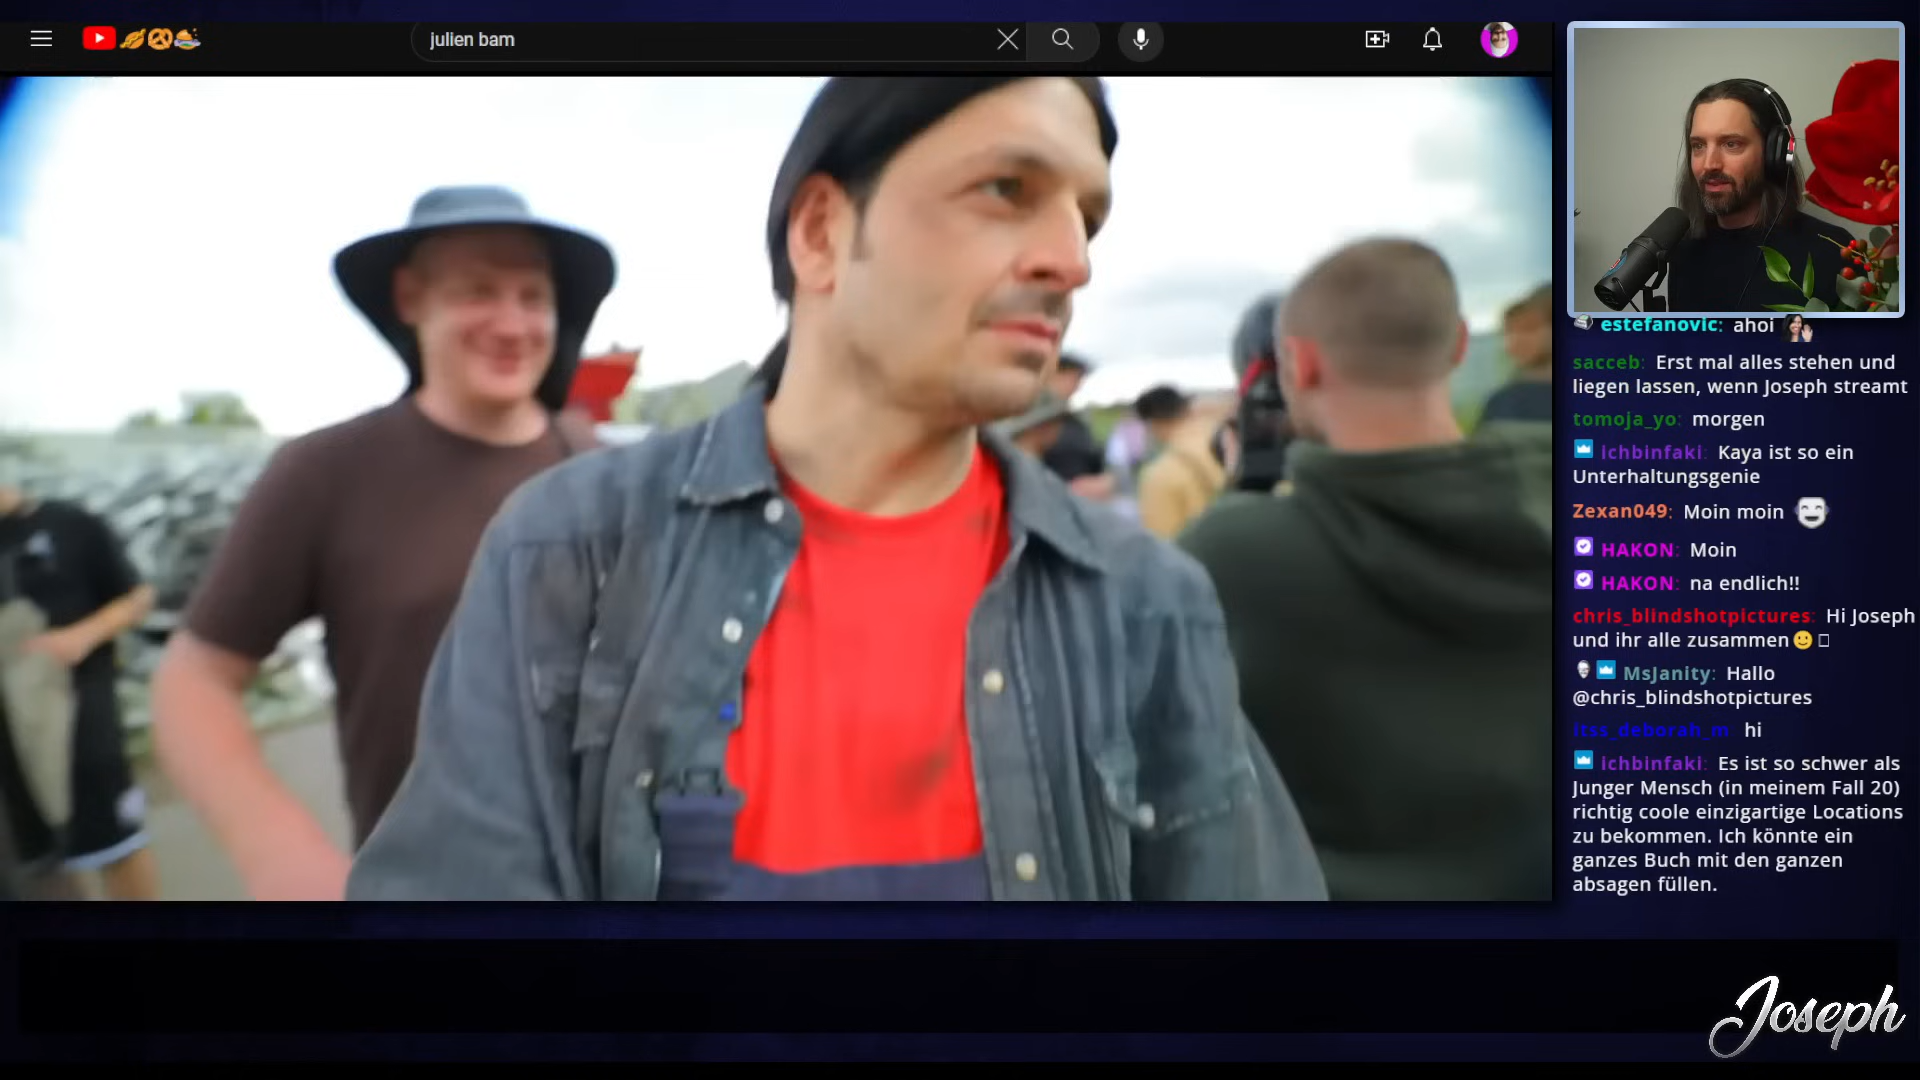 julien bam
estefanovic: ahoi
sacceb: Erst mal alles stehen und
liegen lassen, wenn Joseph streamt
tomoja_yo: morgen
ichbinfaki: Kaya ist so ein
Unterhaltungsgenie
Zexan049: Moin moin
HAKON: Moin
HAKON: na endlich!!
chris_blindshotpictures: Hi Joseph
und ihr alle zusammen🙂
MsJanity: Hallo
@chris_blindshotpictures
itss_deborah_m: hi
ichbinfaki: Es ist so schwer als
Junger Mensch (in meinem Fall 20)
richtig coole einzigartige Locations
zu bekommen. Ich könnte ein
ganzes Buch mit den ganzen
absagen füllen.
Joseph